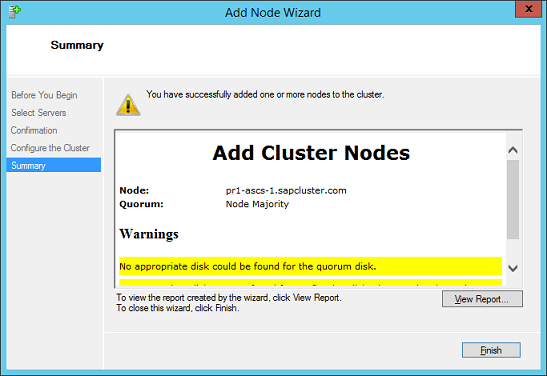 Add Node Wizard
x
Summary
Before You Begin
Select Servers
Confirmation
Configure the Cluster
Summary
You have successfully added one or more nodes to the cluster.
Add Cluster Nodes
Node: pr1-ascs-1.sapcluster.com
Quorum: Node Majority
Warnings
No appropriate disk could be found for the quorum disk.
To view the report created by the wizard, click View Report.
To close this wizard, click Finish.
View Report...
Finish